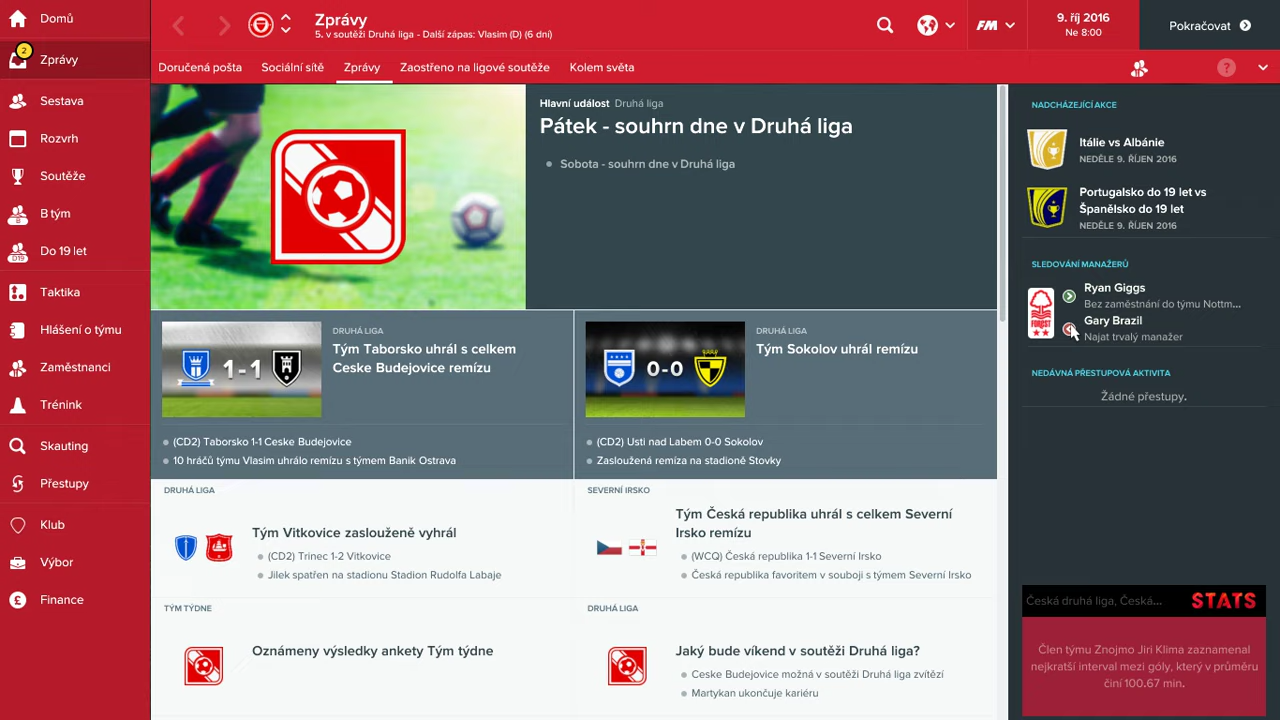 Domů
2
Zprávy
Sestava
Rozvrh
Soutěže
B
B tým
D19
Do 19 let
Taktika
Hlášení o týmu
Zaměstnanci
Trénink
Skauting
Přestupy
Klub
Výbor
£
Finance
Zprávy
5. v soutěži Druhá liga - Další zápas: Vlasim (D) (6 dní)
FM
9. říj 2016
Ne 8:00
Pokračovat
Doručená pošta
Sociální sítě
Zprávy
Zaostřeno na ligové soutěže
Kolem světa
?
Hlavní událost Druhá liga
Pátek - souhrn dne v Druhá liga
Sobota - souhrn dne v Druhá liga
1-1
DRUHÁ LIGA
Tým Taborsko uhrál s celkem
Ceske Budejovice remízu
(CD2) Taborsko 1-1 Ceske Budejovice
10 hráčů týmu Vlasim uhrálo remízu s týmem Banik Ostrava
0-0
DRUHÁ LIGA
Tým Sokolov uhrál remízu
(CD2) Usti nad Labem 0-0 Sokolov
Zasloužená remíza na stadioně Stovky
DRUHÁ LIGA
Tým Vitkovice zaslouženě vyhrál
(CD2) Trinec 1-2 Vitkovice
Jilek spatřen na stadionu Stadion Rudolfa Labaje
SEVERNÍ IRSKO
Tým Česká republika uhrál s celkem Severní
Irsko remízu
(WCQ) Česká republika 1-1 Severní Irsko
Česká republika favoritem v souboji s týmem Severní Irsko
TÝM TÝDNE
Oznámeny výsledky ankety Tým týdne
DRUHÁ LIGA
Jaký bude víkend v soutěži Druhá liga?
Ceske Budejovice možná v soutěži Druhá liga zvítězí
Martykan ukončuje kariéru
NADCHÁZEJÍCÍ AKCE
Itálie vs Albánie
NEDĚLE 9. ŘÍJEN 2016
Portugalsko do 19 let vs
Španělsko do 19 let
NEDĚLE 9. ŘÍJEN 2016
SLEDOVÁNÍ MANAŽERŮ
FOREST
Ryan Giggs
Bez zaměstnání do týmu Nottm...
Gary Brazil
Najat trvalý manažer
NEDÁVNÁ PŘESTUPOVÁ AKTIVITA
Žádné přestupy.
Česká druhá liga, Česká...
STATS
Člen týmu Znojmo Jiri Klima zaznamenal
nejkratší interval mezi góly, který v průměru
činí 100.67 min.